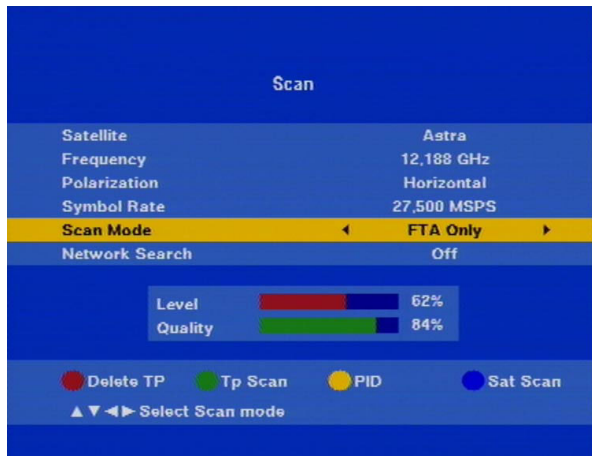 Scan
Satellite Astra
Frequency 12,188 GHz
Polarization Horizontal
Symbol Rate 27,500 MSPS
Scan Mode ◀ FTA Only ▶
Network Search Off
Level 62%
Quality 84%
Delete TP Tp Scan PID Sat Scan
▲▼◀▶ Select Scan mode